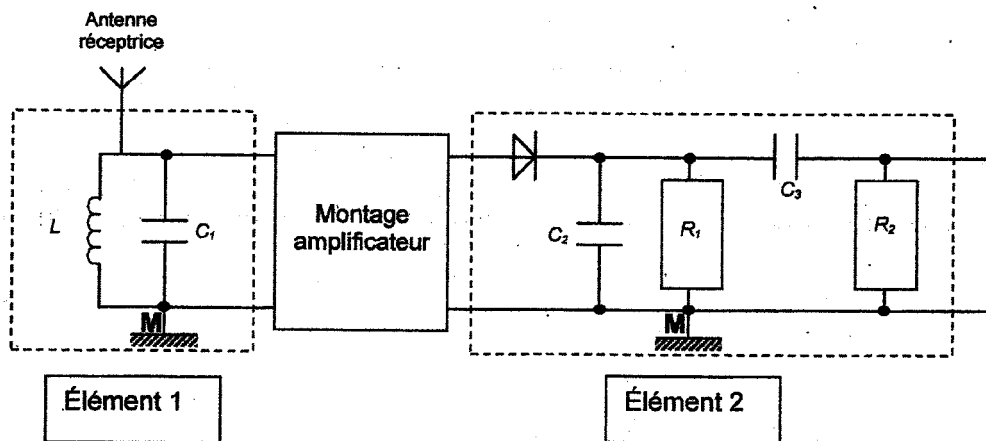 Antenne
réceptrice
L
C1
Montage
amplificateur
C2
R1
C3
R2
M
M
Élément 1
Élément 2